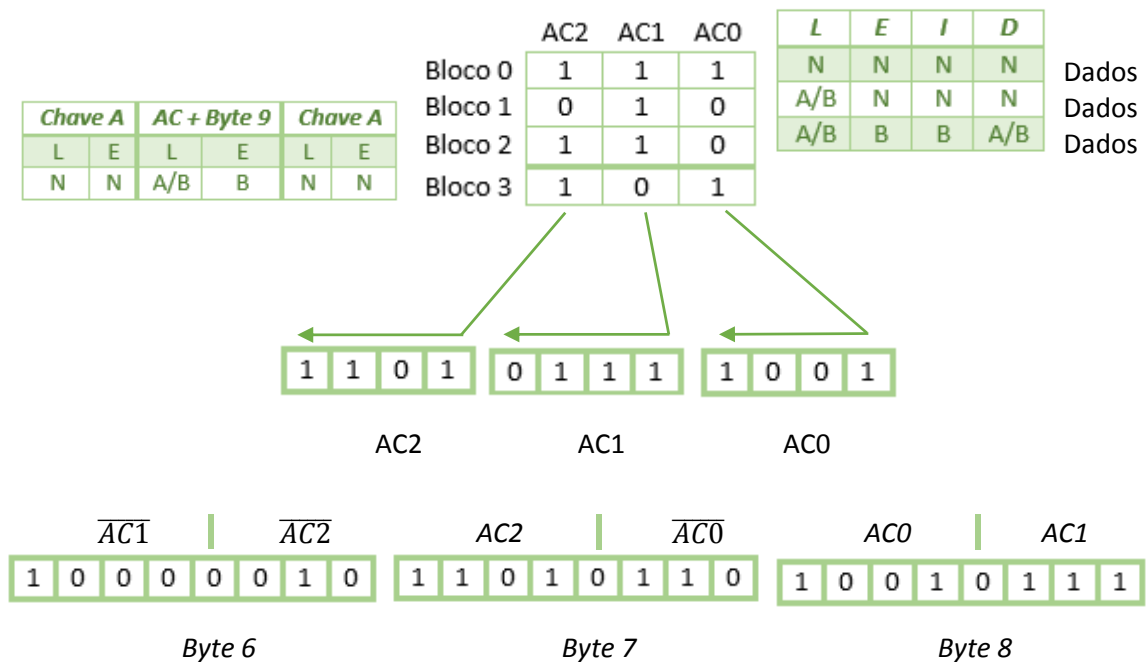 AC2 AC1 AC0
Bloco 0 1 1 1
Bloco 1 0 1 0
Bloco 2 1 1 0
Bloco 3 1 0 1
L E I D
N N N N Dados
A/B N N N Dados
A/B B B A/B Dados
Chave A AC + Byte 9 Chave A
L E L E L E
N N A/B B N N
1 1 0 1 0 1 1 1 1 0 0 1
AC2 AC1 AC0
A̅C̅1̅ A̅C̅2̅ AC2 A̅C̅0̅ AC0 AC1
1 0 0 0 0 0 1 0 1 1 0 1 0 1 1 0 1 0 0 1 0 1 1 1
Byte 6 Byte 7 Byte 8